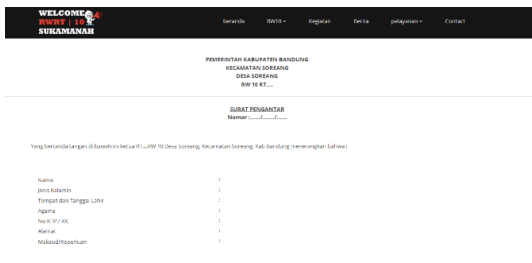 WELCOME
RWRT | 10
SUKAMANAH
beranda RW10 Kegiatan Berita pelayanan Contact
PEMERINTAH KABUPATEN BANDUNG
KECAMATAN SOREANG
DESA SOREANG
RW 10 RT....
SURAT PENGANTAR
Nomor :....../......./......
Yang bertanda tangan di bawah ini ketua RT....RW 10 Desa Soreang, Kecamatan Soreang, Kab Bandung menerangkan bahwa :
Nama :
Jenis Kelamin :
Tempat dan Tanggal Lahir :
Agama :
No KTP / KK :
Alamat :
Maksud/Keperluan :